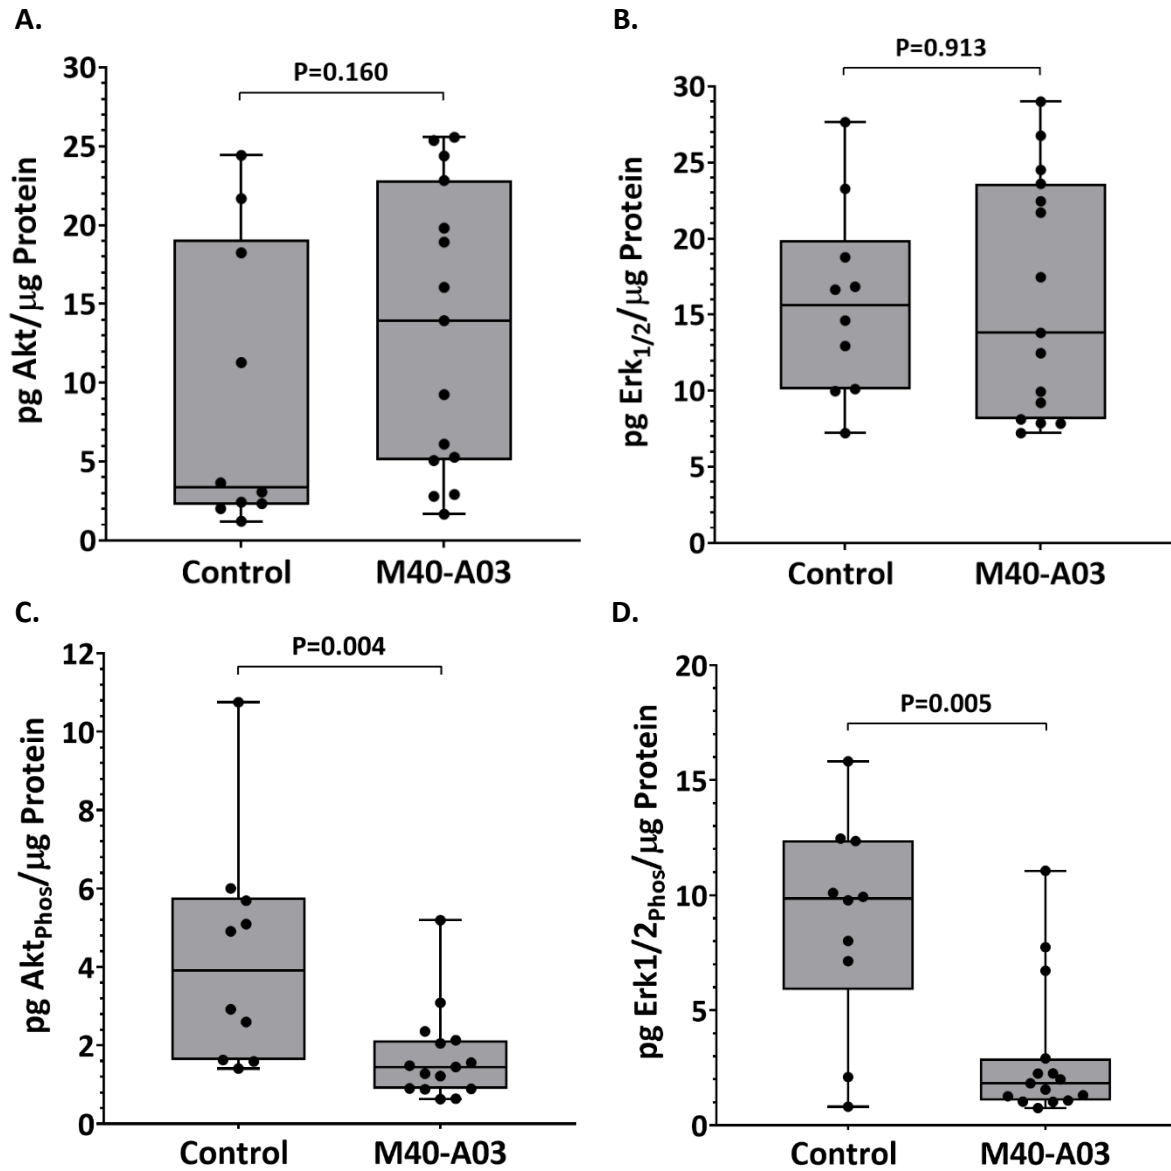 A.
P=0.160
pg Akt/µg Protein
30
25
20
15
10
5
0
Control M40-A03
B.
P=0.913
pg Erk1/2/µg Protein
30
25
20
15
10
5
0
Control M40-A03
C.
P=0.004
pg AktPhos/µg Protein
12
10
8
6
4
2
0
Control M40-A03
D.
P=0.005
pg Erk1/2Phos/µg Protein
20
15
10
5
0
Control M40-A03